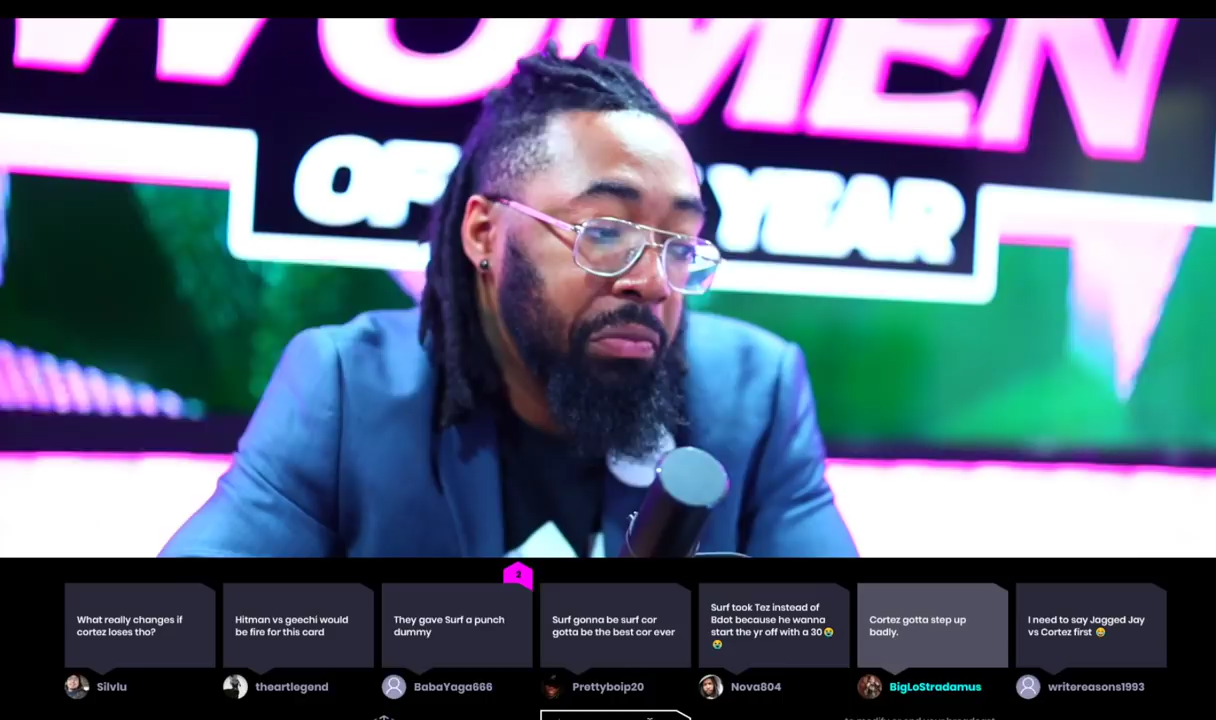 WOMEN
OF
YEAR
2
What really changes if
cortez loses tho?
Silvlu
Hitman vs geechi would
be fire for this card
theartlegend
They gave Surf a punch
dummy
BabaYaga666
Surf gonna be surf cor
gotta be the best cor ever
Prettyboip20
Surf took Tez instead of
Bdot because he wanna
start the yr off with a 30😭
😭
Nova804
Cortez gotta step up
badly.
BigLoStradamus
I need to say Jagged Jay
vs Cortez first 😩
writereasons1993